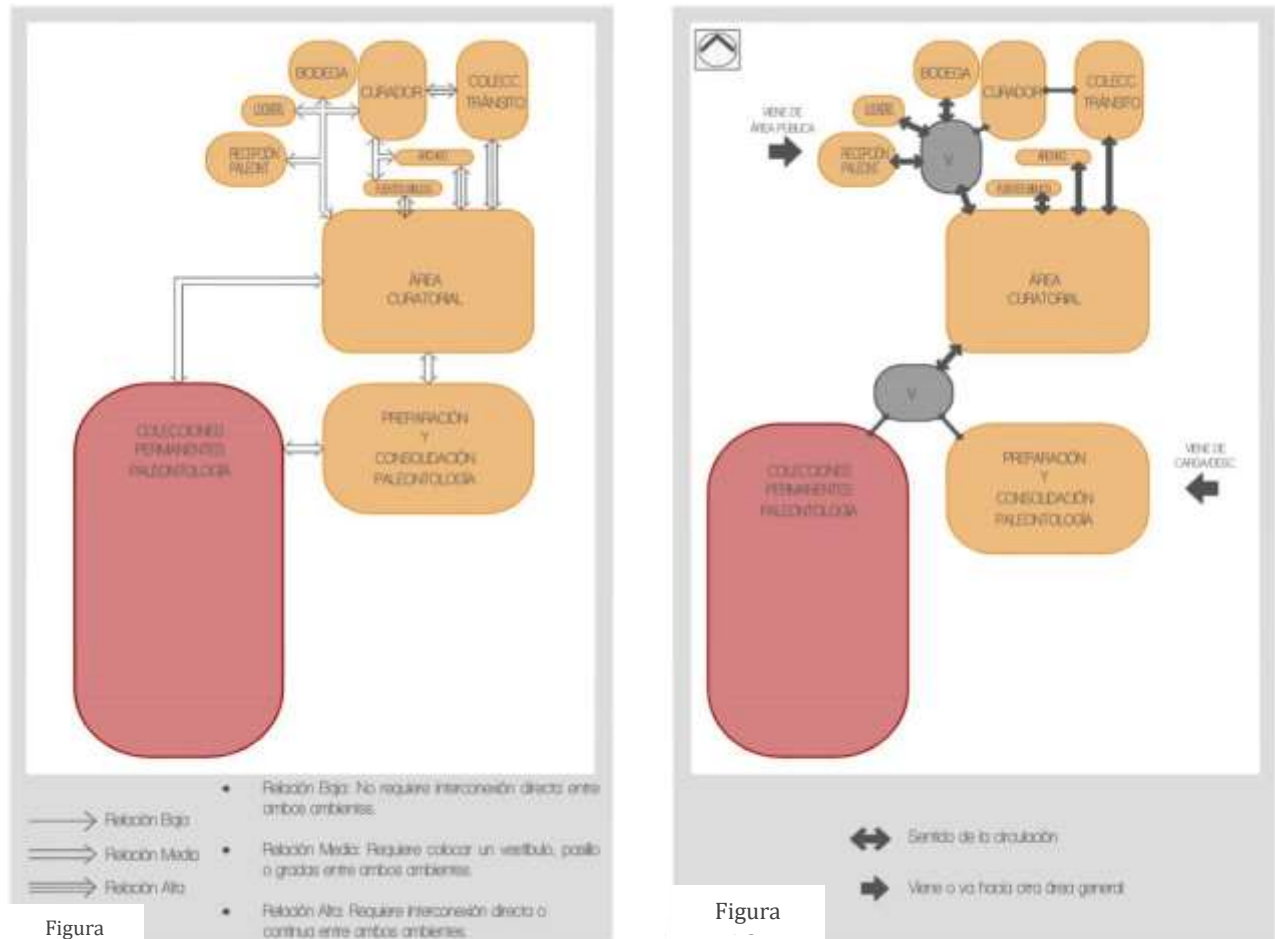 BODEGA
CURADOR
COLECC.
TRÁNSITO
RECEPCIÓN
PALEONT.
ÁREA
CURATORIAL
COLECCIONES
PERMANENTES
PALEONTOLOGÍA
PREPARACIÓN
Y
CONSOLIDACIÓN
PALEONTOLOGÍA
Relación Baja
Relación Media
Relación Alta
• Relación Baja: No requiere interconexión directa entre
ambos ambientes.
• Relación Media: Requiere colocar un vestíbulo, pasillo
o gradas entre ambos ambientes.
• Relación Alta: Requiere interconexión directa o
continua entre ambos ambientes.
Figura
VIENE DE
ÁREA PÚBLICA
BODEGA
CURADOR
COLECC.
TRÁNSITO
RECEPCIÓN
PALEONT.
V
ÁREA
CURATORIAL
V
COLECCIONES
PERMANENTES
PALEONTOLOGÍA
PREPARACIÓN
Y
CONSOLIDACIÓN
PALEONTOLOGÍA
VIENE DE
CARGA/DESC.
Sentido de la circulación
Viene o va hacia otra área general
Figura